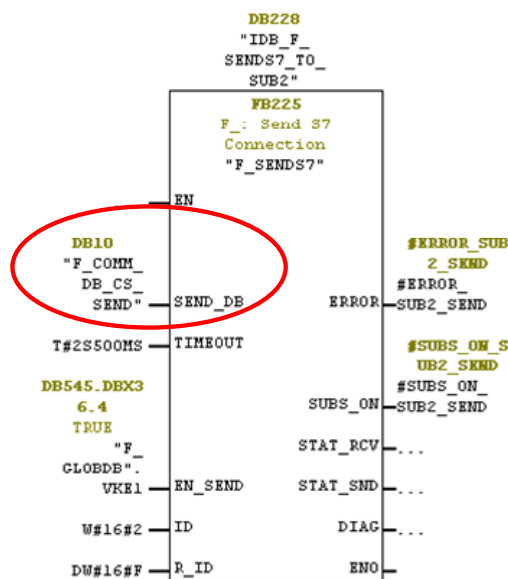 DB228
"IDB_F_
SENDS7_TO_
SUB2"
FB225
F_: Send S7
Connection
"F_SENDS7"
EN
DB10
"F_COMM_
DB_CS_
SEND"
SEND_DB
#ERROR_SUB
2_SEND
#ERROR_
ERROR
SUB2_SEND
T#2S500MS
TIMEOUT
#SUBS_ON_S
UB2_SEND
#SUBS_ON_
SUBS_ON
SUB2_SEND
DB545.DBX3
6.4
TRUE
"F_
GLOBDB".
VKE1
EN_SEND
STAT_RCV
...
STAT_SND
...
W#16#2
ID
DIAG
...
DW#16#F
R_ID
ENO